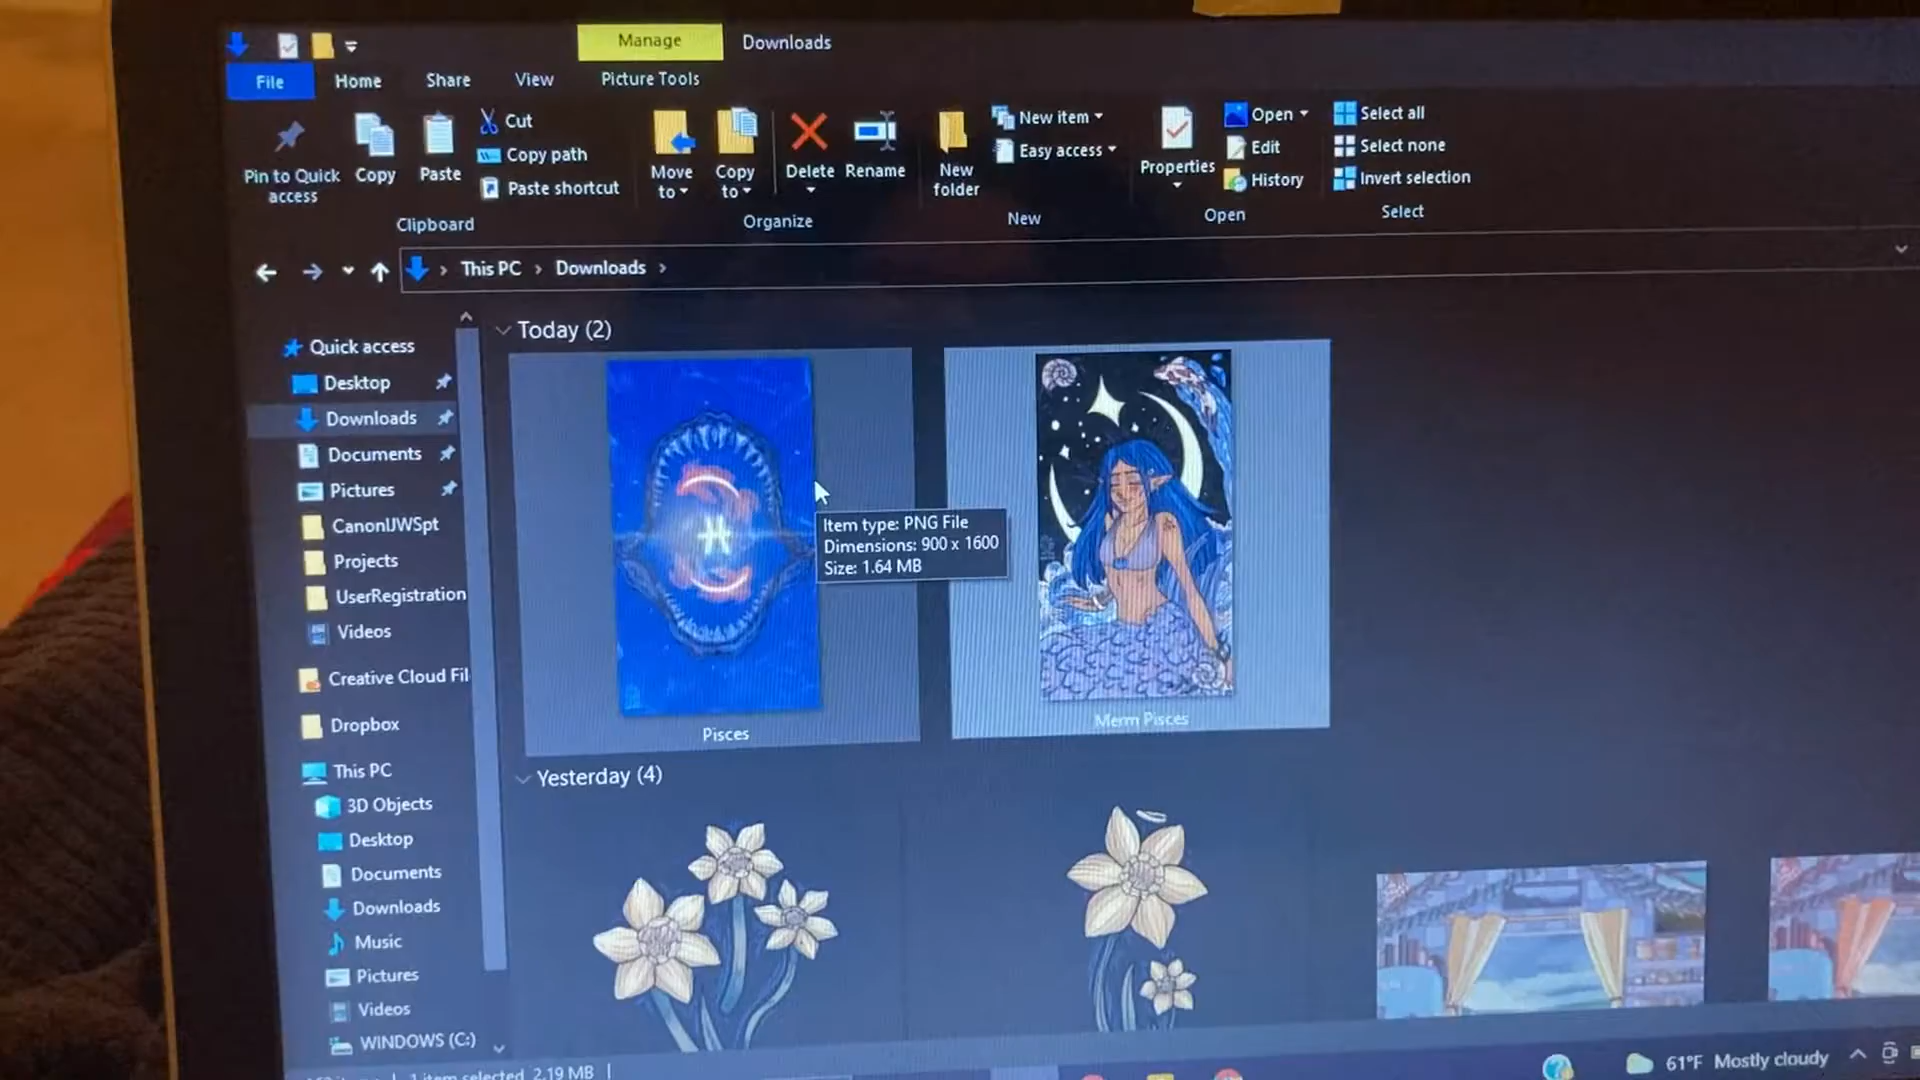 Manage
Downloads
File
Home
Share
View
Picture Tools
Pin to Quick access
Copy
Paste
Cut
Copy path
Paste shortcut
Clipboard
Move to
Copy to
Delete
Rename
Organize
New folder
New item
Easy access
New
Properties
Open
Edit
History
Open
Select all
Select none
Invert selection
Select
This PC > Downloads >
Quick access
Desktop
Downloads
Documents
Pictures
CanonIJWSpt
Projects
UserRegistration
Videos
Creative Cloud Fil
Dropbox
This PC
3D Objects
Desktop
Documents
Downloads
Music
Pictures
Videos
WINDOWS (C:)
Today (2)
Item type: PNG File
Dimensions: 900 x 1600
Size: 1.64 MB
Pisces
Merm Pisces
Yesterday (4)
1 item selected 2.19 MB
61°F Mostly cloudy